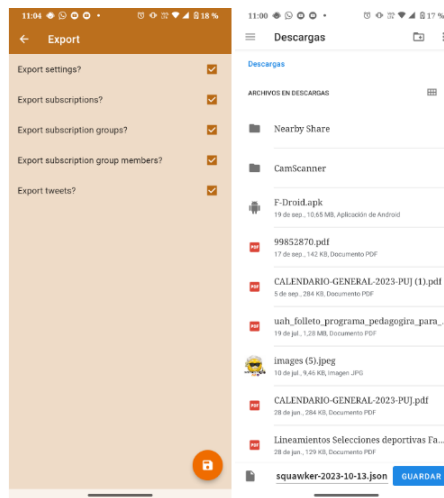 11:04
18 %
Export
Export settings?
Export subscriptions?
Export subscription groups?
Export subscription group members?
Export tweets?
11:00
17 %
Descargas
Descargas
ARCHIVOS EN DESCARGAS
Nearby Share
CamScanner
F-Droid.apk
19 de sep., 10,65 MB, Aplicación de Android
99852870.pdf
17 de sep., 142 KB, Documento PDF
CALENDARIO-GENERAL-2023-PUJ (1).pdf
5 de sep., 284 KB, Documento PDF
uah_folleto_programa_pedagogira_para_...
19 de jul., 1,28 MB, Documento PDF
images (5).jpeg
10 de jul., 9,46 KB, Imagen JPG
CALENDARIO-GENERAL-2023-PUJ.pdf
28 de jun., 284 KB, Documento PDF
Lineamientos Selecciones deportivas Fa...
28 de jun., 129 KB, Documento PDF
squawker-2023-10-13.json GUARDAR